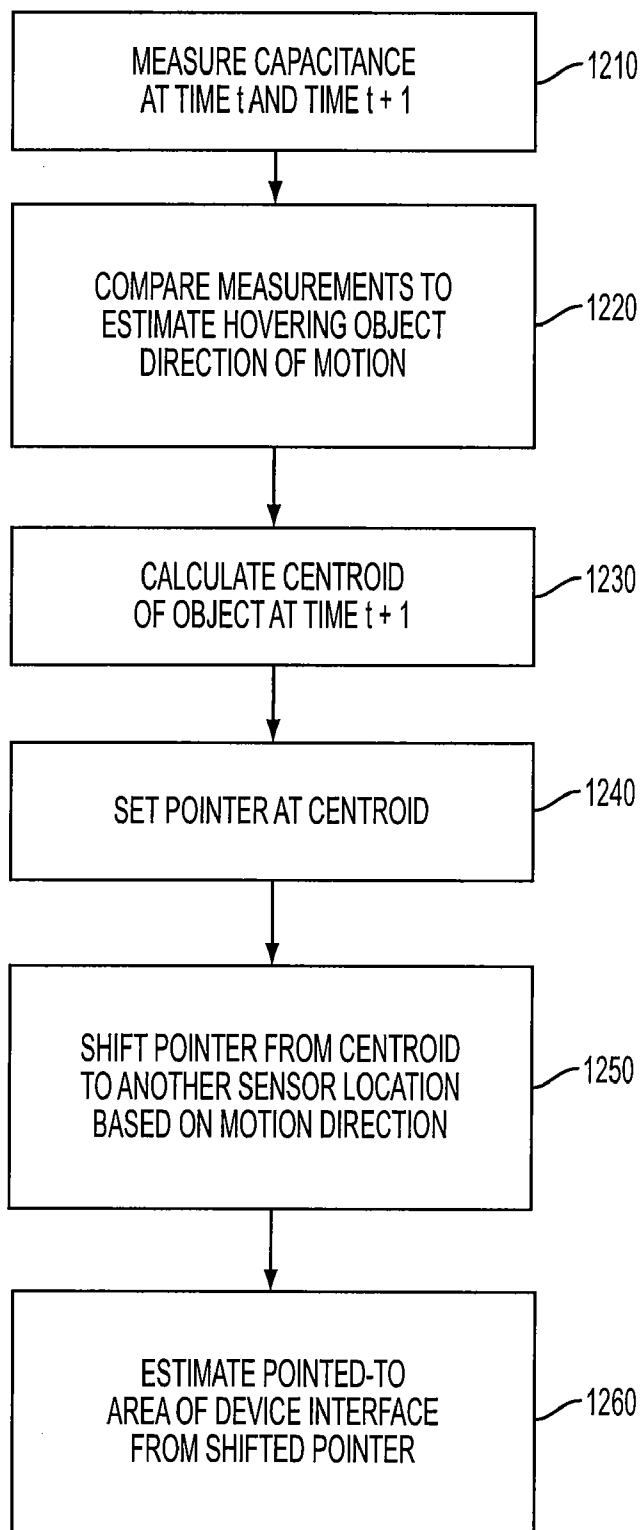 MEASURE CAPACITANCE
AT TIME t AND TIME t + 1
1210
COMPARE MEASUREMENTS TO
ESTIMATE HOVERING OBJECT
DIRECTION OF MOTION
1220
CALCULATE CENTROID
OF OBJECT AT TIME t + 1
1230
SET POINTER AT CENTROID
1240
SHIFT POINTER FROM CENTROID
TO ANOTHER SENSOR LOCATION
BASED ON MOTION DIRECTION
1250
ESTIMATE POINTED-TO
AREA OF DEVICE INTERFACE
FROM SHIFTED POINTER
1260